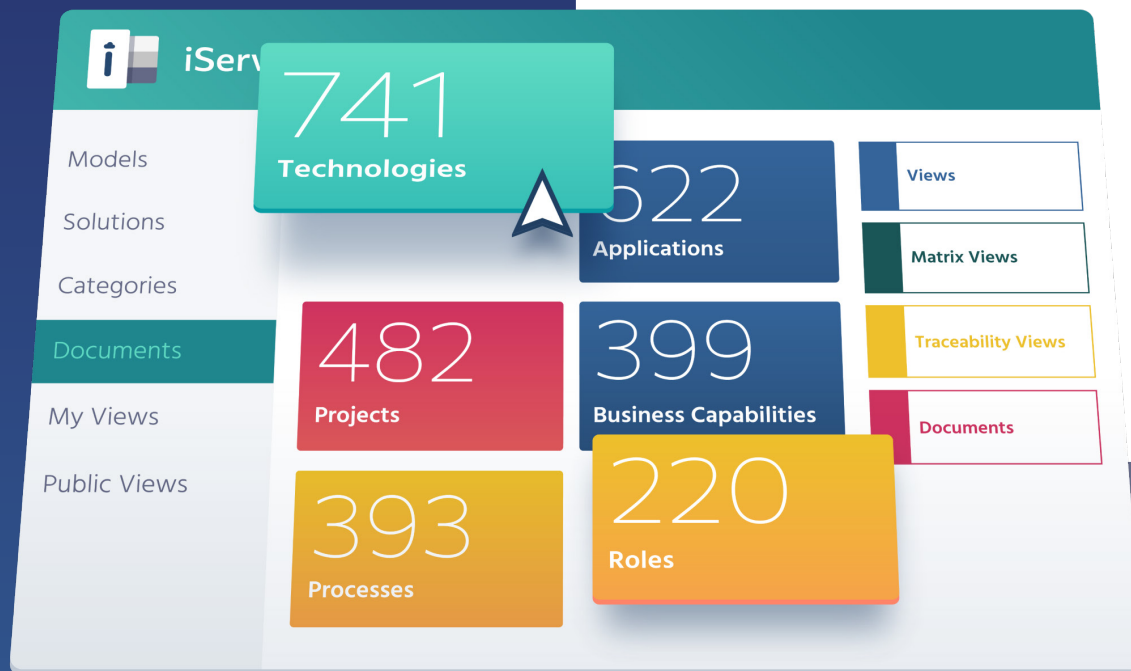 i
iServ
741
Technologies
622
Applications
Views
Matrix Views
Traceability Views
Documents
Models
Solutions
Categories
Documents
My Views
Public Views
482
Projects
399
Business Capabilities
393
Processes
220
Roles